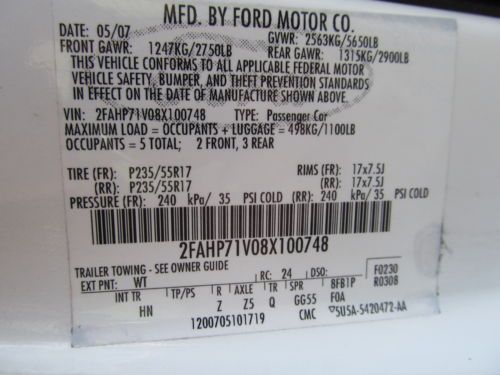 MFD. BY FORD MOTOR CO.
DATE: 05/07 GVWR: 2563KG/5650LB
FRONT GAWR: 1247KG/2750LB REAR GAWR: 1315KG/2900LB
THIS VEHICLE CONFORMS TO ALL APPLICABLE FEDERAL MOTOR
VEHICLE SAFETY, BUMPER, AND THEFT PREVENTION STANDARDS
IN EFFECT ON THE DATE OF MANUFACTURE SHOWN ABOVE.
VIN: 2FAHP71V08X100748 TYPE: Passenger Car
MAXIMUM LOAD = OCCUPANTS + LUGGAGE = 498KG/1100LB
OCCUPANTS = 5 TOTAL; 2 FRONT, 3 REAR
TIRE (FR): P235/55R17 RIMS (FR): 17x7.5J
(RR): P235/55R17 (RR): 17x7.5J
PRESSURE (FR): 240 kPa/ 35 PSI COLD (RR): 240 kPa/ 35 PSI COLD
2FAHP71V08X100748
TRAILER TOWING - SEE OWNER GUIDE
EXT PNT: WT RC: 24 DSO: F0230
INT TR TP/PS R AXLE TR SPR BFB1P R0308
HN Z Z5 Q GG55 F0A
1200705101719 CMC 5U5A-5420472-AA